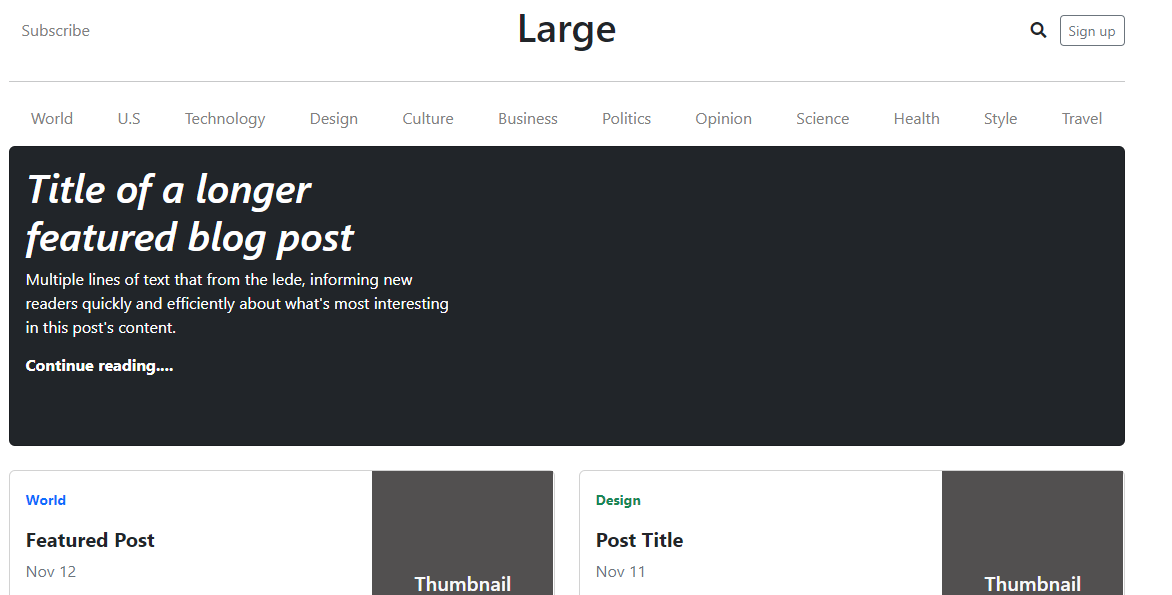 Subscribe
Large
Sign up
World U.S Technology Design Culture Business Politics Opinion Science Health Style Travel
Title of a longer
featured blog post
Multiple lines of text that from the lede, informing new
readers quickly and efficiently about what's most interesting
in this post's content.
Continue reading....
World
Featured Post
Nov 12
Thumbnail
Design
Post Title
Nov 11
Thumbnail